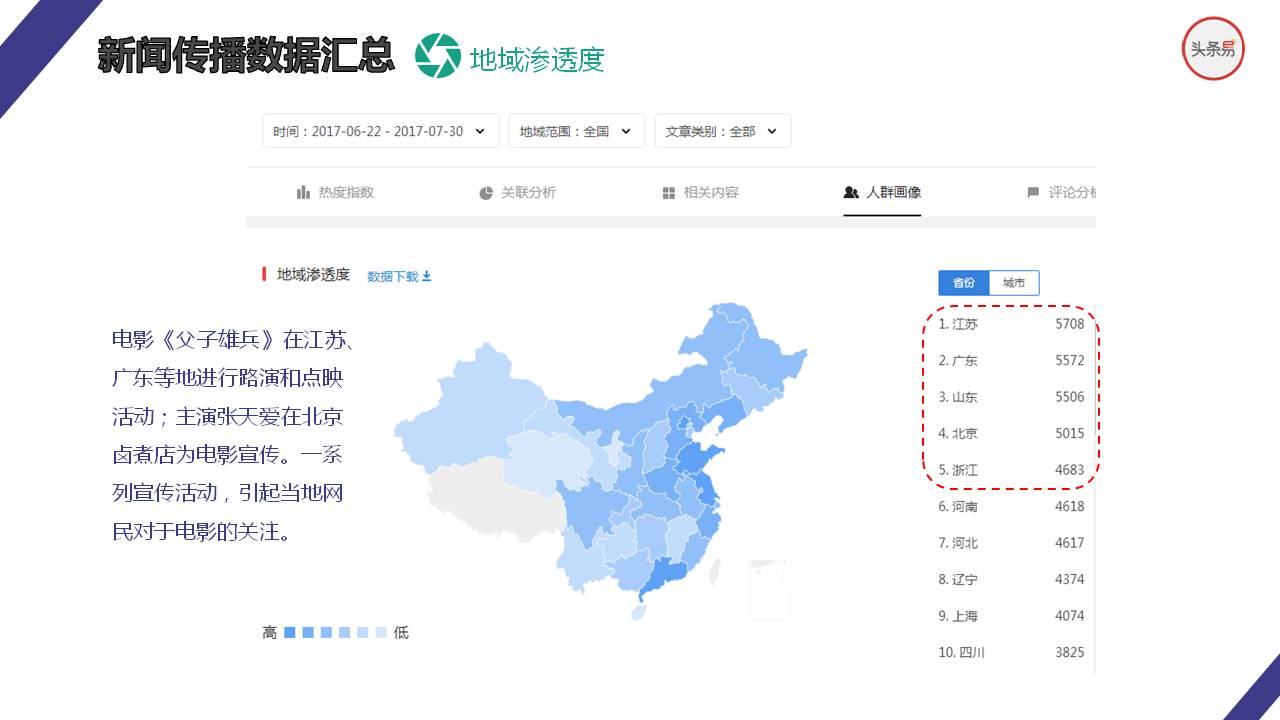 新闻传播数据汇总
地域渗透度
头条易
时间：2017-06-22 - 2017-07-30
地域范围：全国
文章类别：全部
热度指数
关联分析
相关内容
人群画像
评论分析
地域渗透度
数据下载
省份
城市
电影《父子雄兵》在江苏、
广东等地进行路演和点映
活动；主演张天爱在北京
卤煮店为电影宣传。一系
列宣传活动，引起当地网
民对于电影的关注。
1. 江苏 5708
2. 广东 5572
3. 山东 5506
4. 北京 5015
5. 浙江 4683
6. 河南 4618
7. 河北 4617
8. 辽宁 4374
9. 上海 4074
10. 四川 3825
高
低